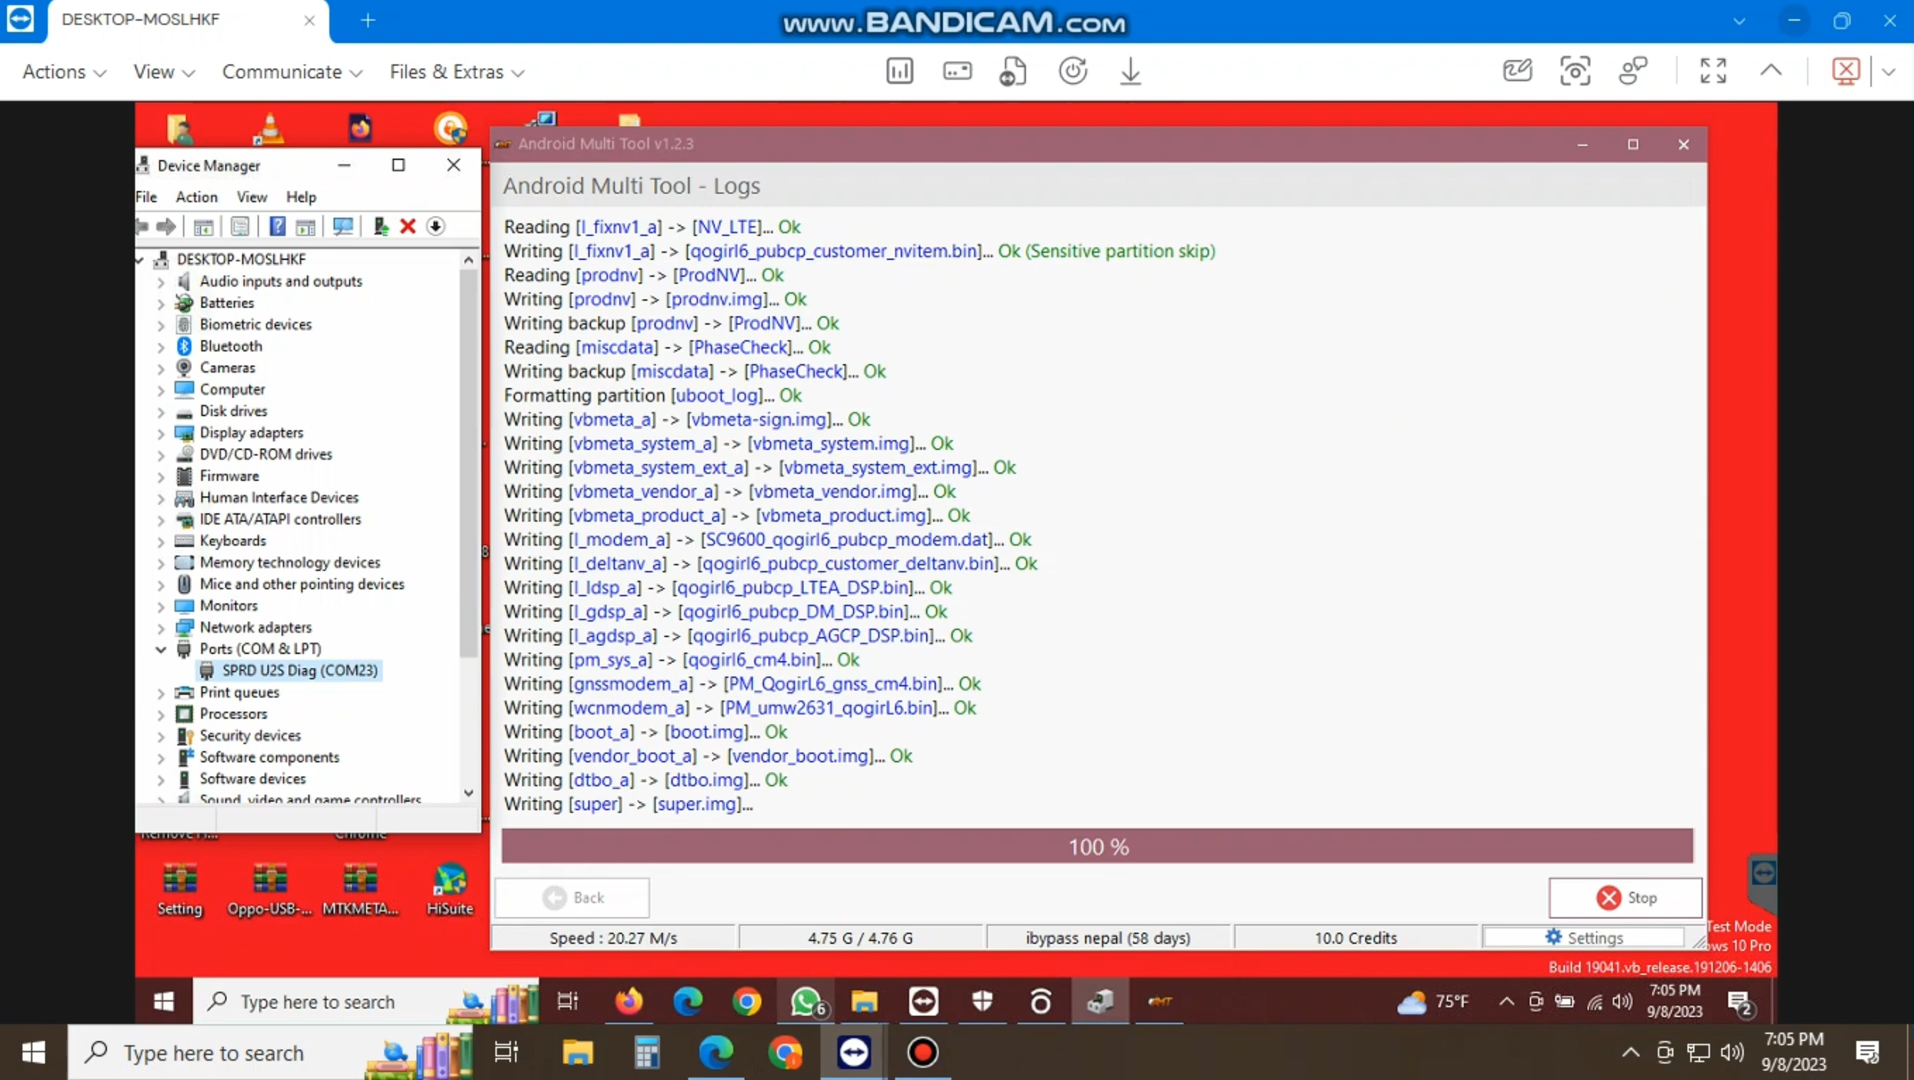 DESKTOP-MOSLHKF
www.BANDICAM.com
Actions
View
Communicate
Files & Extras
Device Manager
File Action View Help
DESKTOP-MOSLHKF
Audio inputs and outputs
Batteries
Biometric devices
Bluetooth
Cameras
Computer
Disk drives
Display adapters
DVD/CD-ROM drives
Firmware
Human Interface Devices
IDE ATA/ATAPI controllers
Keyboards
Memory technology devices
Mice and other pointing devices
Monitors
Network adapters
Ports (COM & LPT)
SPRD U2S Diag (COM23)
Print queues
Processors
Security devices
Software components
Software devices
Sound, video and game controllers
Android Multi Tool v1.2.3
Android Multi Tool - Logs
Reading [l_fixnv1_a] -> [NV_LTE]... Ok
Writing [l_fixnv1_a] -> [qogirl6_pubcp_customer_nvitem.bin]... Ok (Sensitive partition skip)
Reading [prodnv] -> [ProdNV]... Ok
Writing [prodnv] -> [prodnv.img]... Ok
Writing backup [prodnv] -> [ProdNV]... Ok
Reading [miscdata] -> [PhaseCheck]... Ok
Writing backup [miscdata] -> [PhaseCheck]... Ok
Formatting partition [uboot_log]... Ok
Writing [vbmeta_a] -> [vbmeta-sign.img]... Ok
Writing [vbmeta_system_a] -> [vbmeta_system.img]... Ok
Writing [vbmeta_system_ext_a] -> [vbmeta_system_ext.img]... Ok
Writing [vbmeta_vendor_a] -> [vbmeta_vendor.img]... Ok
Writing [vbmeta_product_a] -> [vbmeta_product.img]... Ok
Writing [l_modem_a] -> [SC9600_qogirl6_pubcp_modem.dat]... Ok
Writing [l_deltanv_a] -> [qogirl6_pubcp_customer_deltanv.bin]... Ok
Writing [l_ldsp_a] -> [qogirl6_pubcp_LTEA_DSP.bin]... Ok
Writing [l_gdsp_a] -> [qogirl6_pubcp_DM_DSP.bin]... Ok
Writing [l_agdsp_a] -> [qogirl6_pubcp_AGCP_DSP.bin]... Ok
Writing [pm_sys_a] -> [qogirl6_cm4.bin]... Ok
Writing [gnssmodem_a] -> [PM_QogirL6_gnss_cm4.bin]... Ok
Writing [wcnmodem_a] -> [PM_umw2631_qogirL6.bin]... Ok
Writing [boot_a] -> [boot.img]... Ok
Writing [vendor_boot_a] -> [vendor_boot.img]... Ok
Writing [dtbo_a] -> [dtbo.img]... Ok
Writing [super] -> [super.img]...
100 %
Back
Stop
Speed : 20.27 M/s
4.75 G / 4.76 G
ibypass nepal (58 days)
10.0 Credits
Settings
Setting
Oppo-USB-...
MTKMETA...
HiSuite
Test Mode
ows 10 Pro
Build 19041.vb_release.191206-1406
Type here to search
6
75°F
7:05 PM
9/8/2023
2
Type here to search
7:05 PM
9/8/2023